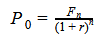 P₀ = Fₙ / (1 + r)ⁿ